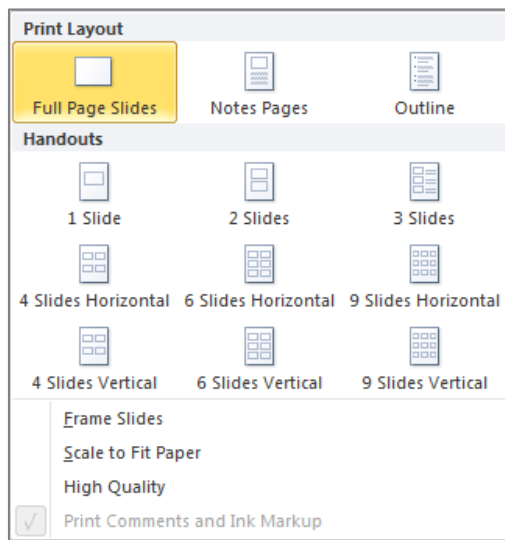 Print Layout
Full Page Slides Notes Pages Outline
Handouts
1 Slide 2 Slides 3 Slides
4 Slides Horizontal 6 Slides Horizontal 9 Slides Horizontal
4 Slides Vertical 6 Slides Vertical 9 Slides Vertical
Frame Slides
Scale to Fit Paper
High Quality
Print Comments and Ink Markup